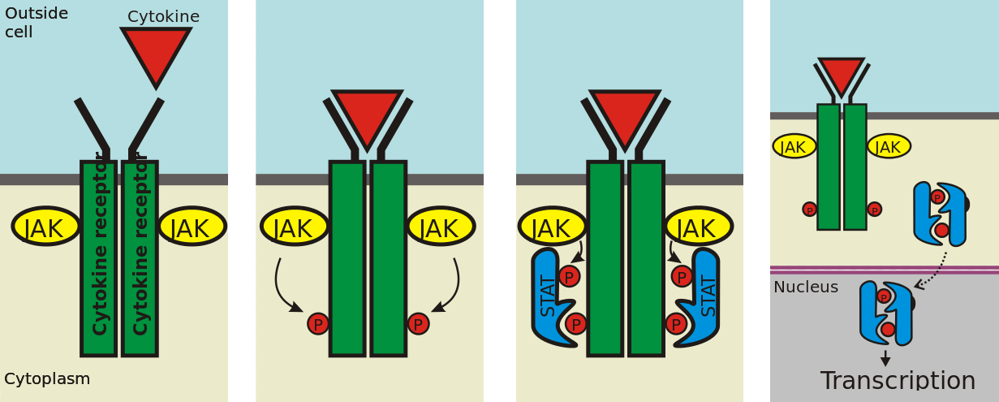 Outside
cell
Cytokine
Cytokine receptor
Cytokine receptor
JAK
JAK
Cytoplasm
JAK
JAK
P
P
JAK
JAK
P
P
STAT
STAT
P
P
JAK
JAK
P
P
P
Nucleus
P
Transcription